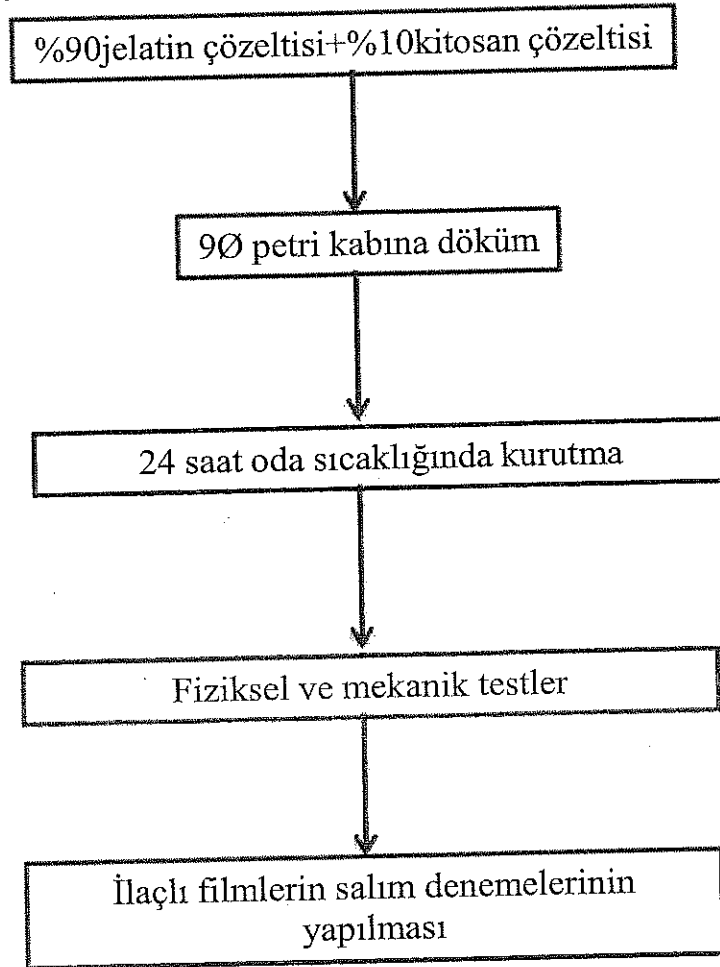 %90jelatin çözeltisi+%10kitosan çözeltisi
9Ø petri kabına döküm
24 saat oda sıcaklığında kurutma
Fiziksel ve mekanik testler
İlaçlı filmlerin salım denemelerinin
yapılması